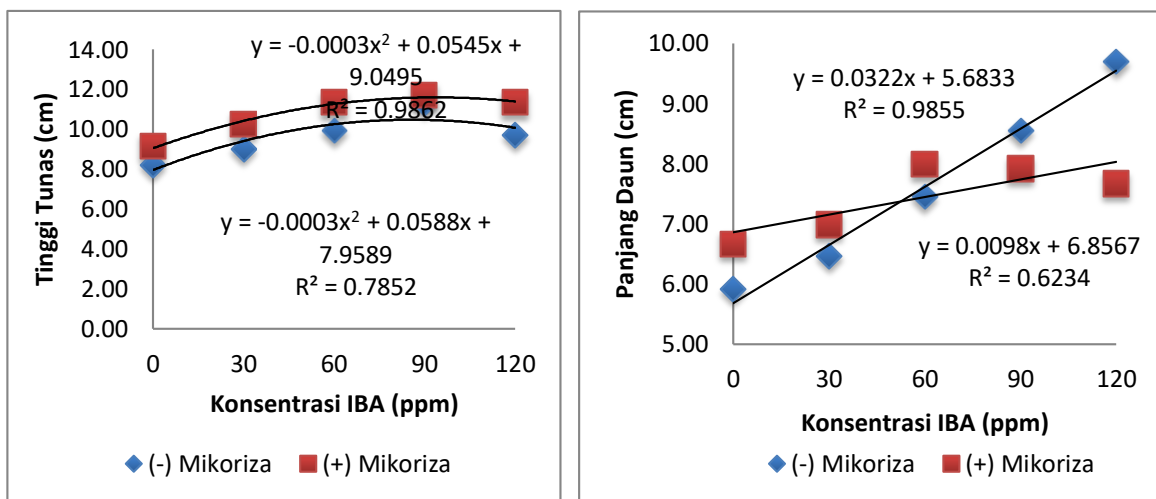 y = -0.0003x² + 0.0545x +
9.0495
R² = 0.9862
y = -0.0003x² + 0.0588x +
7.9589
R² = 0.7852
Tinggi Tunas (cm)
14.00
12.00
10.00
8.00
6.00
4.00
2.00
0.00
0 30 60 90 120
Konsentrasi IBA (ppm)
(-) Mikoriza (+) Mikoriza
y = 0.0322x + 5.6833
R² = 0.9855
y = 0.0098x + 6.8567
R² = 0.6234
Panjang Daun (cm)
10.00
9.00
8.00
7.00
6.00
5.00
0 30 60 90 120
Konsentrasi IBA (ppm)
(-) Mikoriza (+) Mikoriza